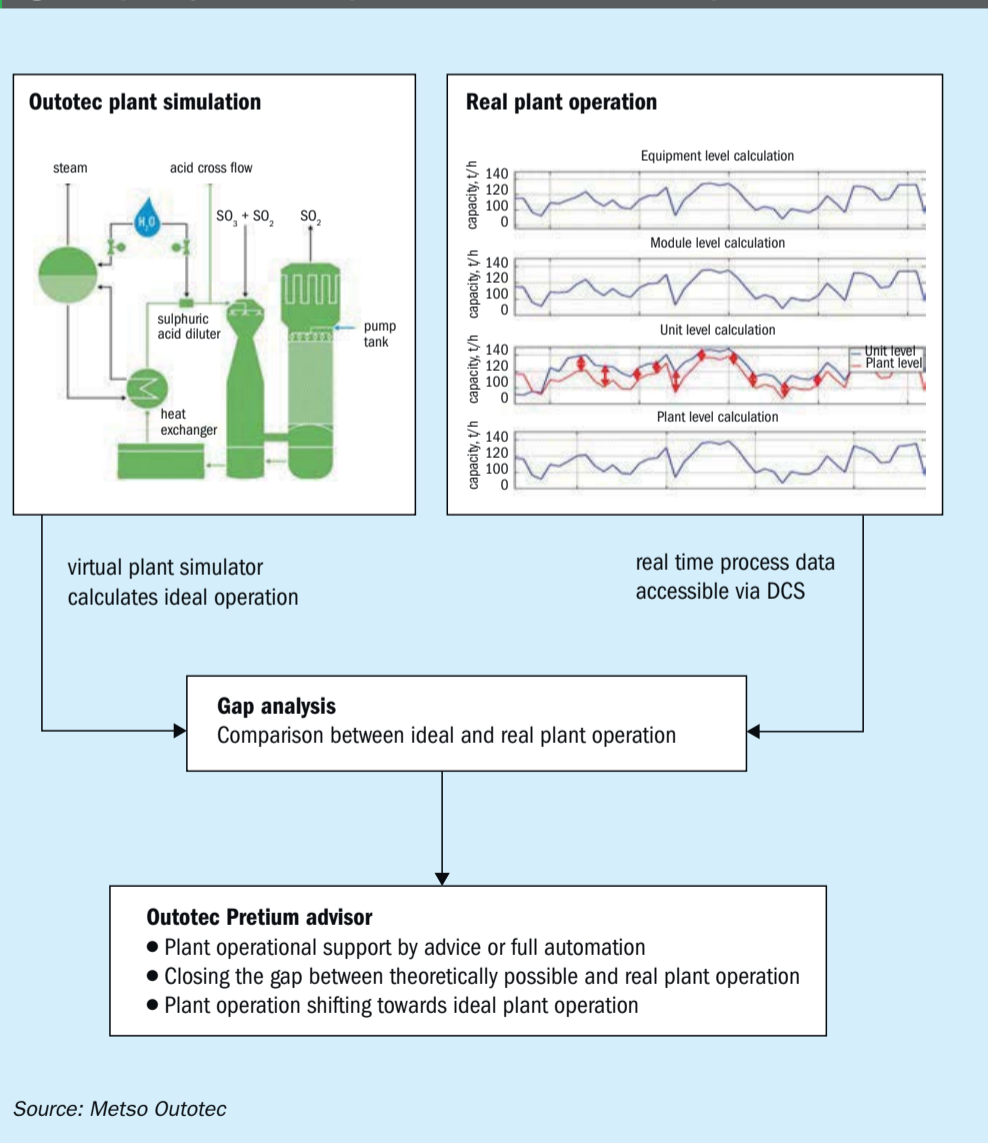 Outotec plant simulation
steam
acid cross flow
H₂O
SO₃ + SO₂
SO₂
sulphuric
acid diluter
pump
tank
heat
exchanger
Real plant operation
Equipment level calculation
capacity, t/h
140
120
100
0
Module level calculation
capacity, t/h
140
120
100
0
Unit level calculation
capacity, t/h
140
120
100
0
Unit level
Plant level
Plant level calculation
capacity, t/h
140
120
100
0
virtual plant simulator
calculates ideal operation
real time process data
accessible via DCS
Gap analysis
Comparison between ideal and real plant operation
Outotec Pretium advisor
● Plant operational support by advice or full automation
● Closing the gap between theoretically possible and real plant operation
● Plant operation shifting towards ideal plant operation
Source: Metso Outotec